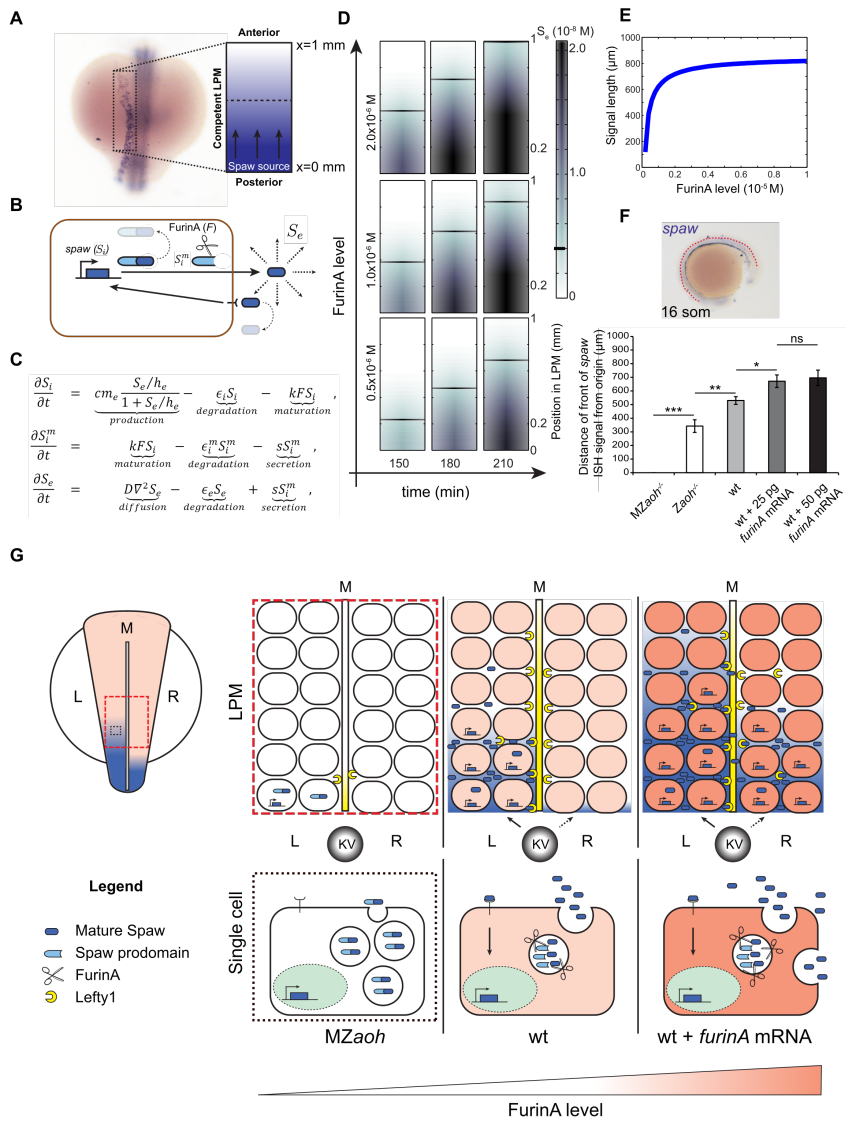 A
Anterior
x=1 mm
Competent LPM
Spaw source
x=0 mm
Posterior
B
FurinA (F)
spaw (Sᵢ)
Sᵢᵐ
Sₑ
C
∂Sᵢ/∂t = cmₑ (Sₑ/hₑ)/(1 + Sₑ/hₑ) − ϵᵢSᵢ − kFSᵢ ,
production degradation maturation
∂Sᵢᵐ/∂t = kFSᵢ − ϵᵢᵐSᵢᵐ − sSᵢᵐ ,
maturation degradation secretion
∂Sₑ/∂t = D∇²Sₑ − ϵₑSₑ + sSᵢᵐ ,
diffusion degradation secretion
D
Sₑ (10⁻⁸ M)
FurinA level
2.0x10⁻⁶ M
1.0x10⁻⁶ M
0.5x10⁻⁶ M
1
0.2
1
0.2
1
0.2
0
Position in LPM (mm)
2.0
1.0
0
150 180 210
time (min)
E
Signal length (µm)
1000
800
600
400
200
0
0 0.2 0.4 0.6 0.8 1
FurinA level (10⁻⁵ M)
F
spaw
16 som
Distance of front of spaw
ISH signal from origin (µm)
1000
900
800
700
600
500
400
300
200
100
0
***
**
*
ns
MZaoh⁻/⁻
Zaoh⁻/⁻
wt
wt + 25 pg
furinA mRNA
wt + 50 pg
furinA mRNA
G
M
L
R
M
M
M
LPM
L KV R
L KV R
L KV R
Legend
Mature Spaw
Spaw prodomain
FurinA
Lefty1
Single cell
MZaoh
wt
wt + furinA mRNA
FurinA level